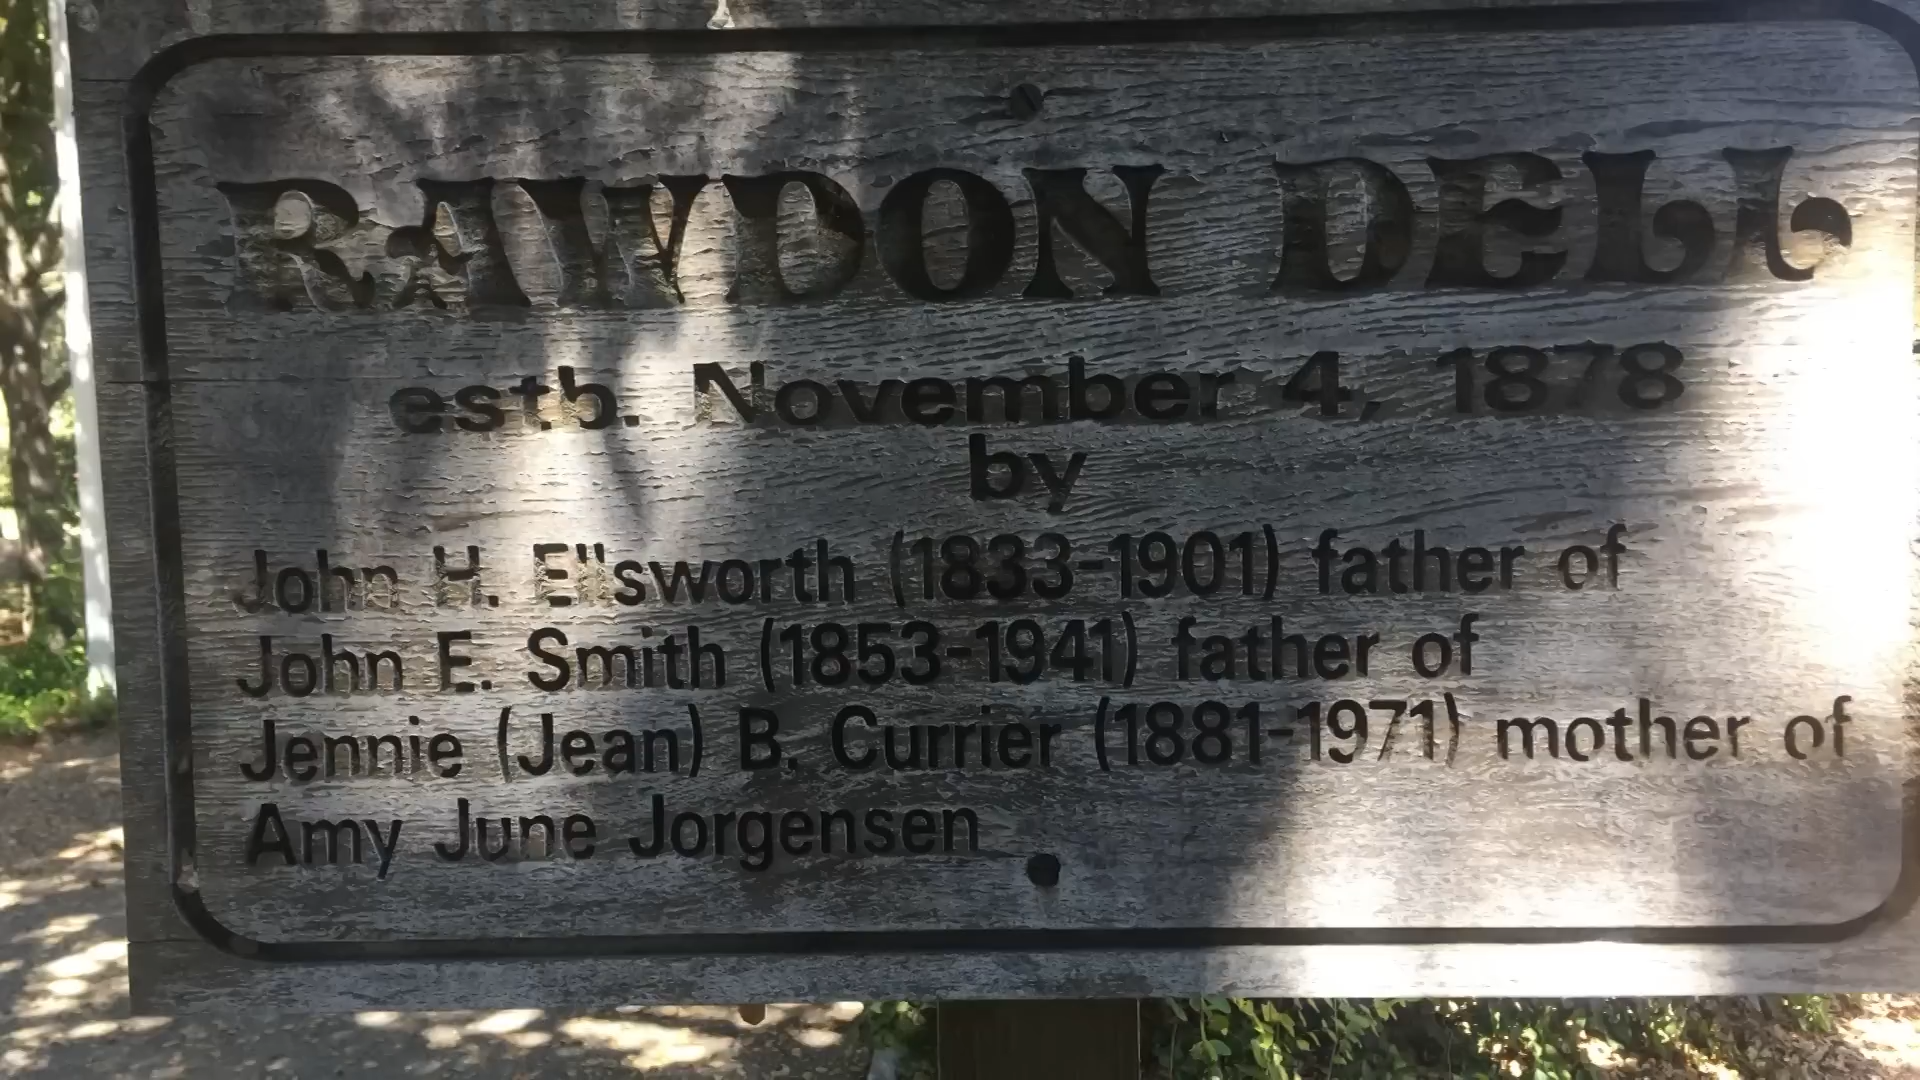 RAWDON DELL
estb. November 4, 1878
by
John H. Ellsworth (1833-1901) father of
John E. Smith (1853-1941) father of
Jennie (Jean) B. Currier (1881-1971) mother of
Amy June Jorgensen